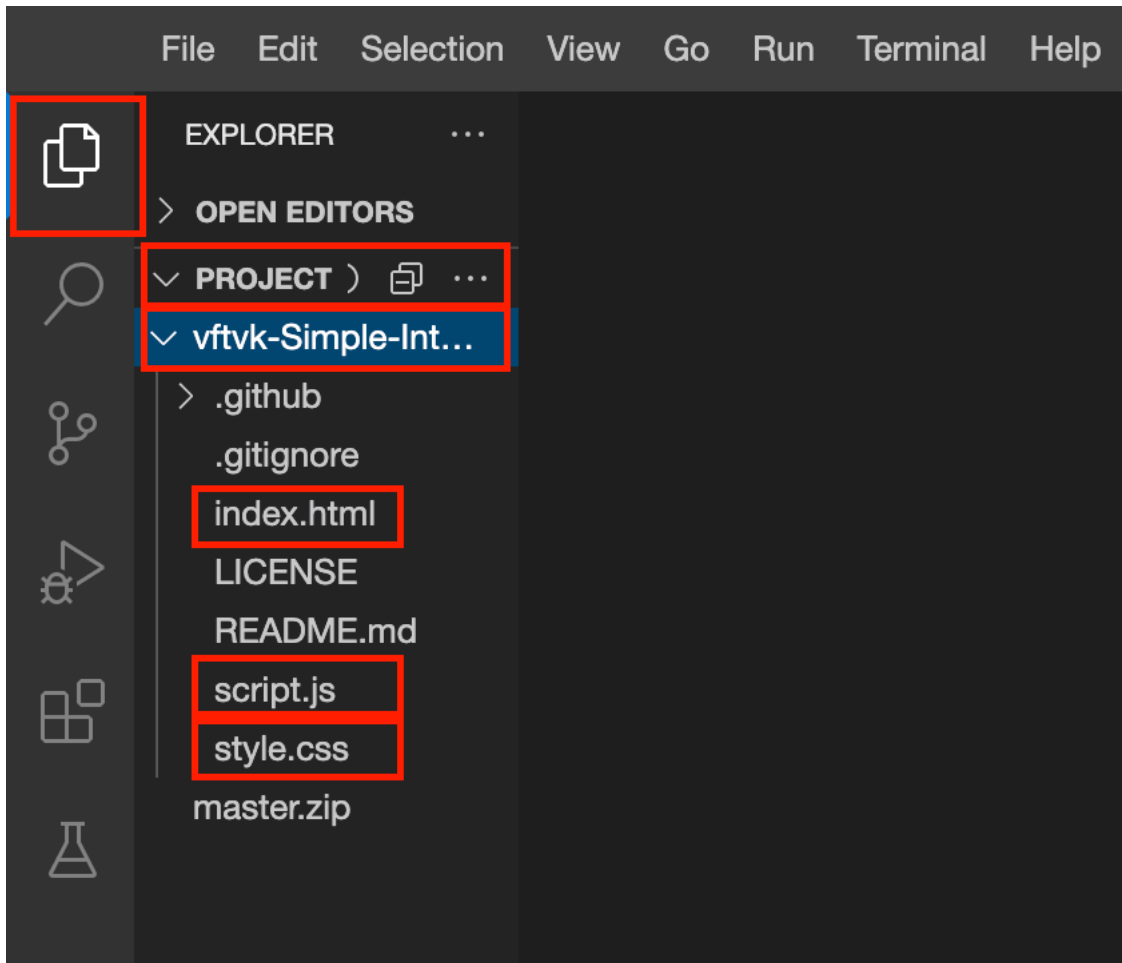 File Edit Selection View Go Run Terminal Help
EXPLORER ...
OPEN EDITORS
PROJECT ) ...
vftvk-Simple-Int...
.github
.gitignore
index.html
LICENSE
README.md
script.js
style.css
master.zip